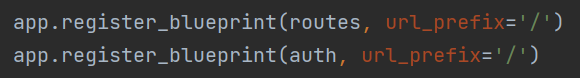 app.register_blueprint(routes, url_prefix='/')
app.register_blueprint(auth, url_prefix='/')